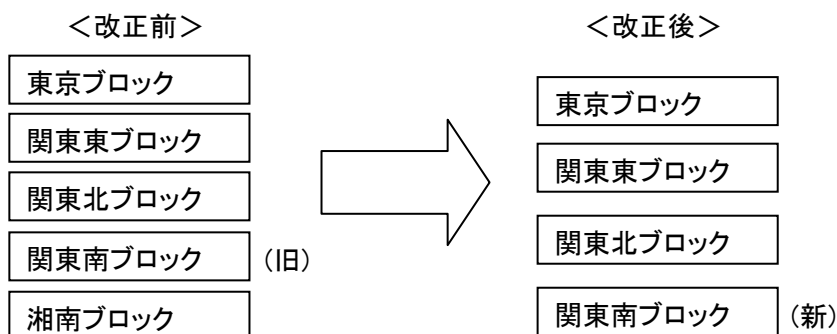 ＜改正前＞
東京ブロック
関東東ブロック
関東北ブロック
関東南ブロック (旧)
湘南ブロック
＜改正後＞
東京ブロック
関東東ブロック
関東北ブロック
関東南ブロック (新)